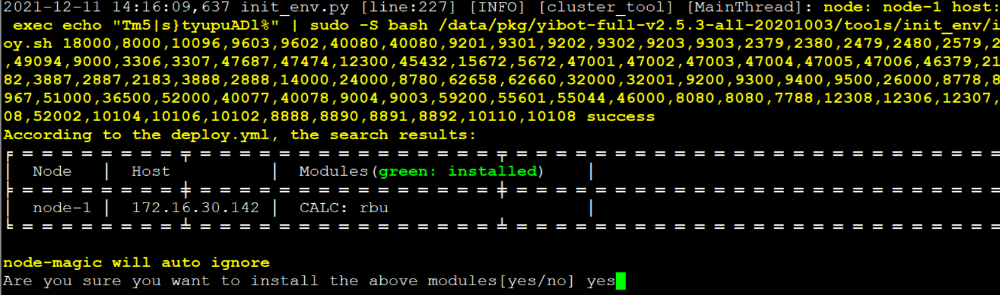 2021-12-11 14:16:09,637 init_env.py [line:227] [INFO] [cluster_tool] [MainThread]: node: node-1 host:
exec echo "Tm5|s}tyupuADl%" | sudo -S bash /data/pkg/yibot-full-v2.5.3-all-20201003/tools/init_env/i
oy.sh 18000,8000,10096,9603,9602,40080,40080,9201,9301,9202,9302,9203,9303,2379,2380,2479,2480,2579,2
,49094,9000,3306,3307,47687,47474,12300,45432,15672,5672,47001,47002,47003,47004,47005,47006,46379,21
82,3887,2887,2183,3888,2888,14000,24000,8780,62658,62660,32000,32001,9200,9300,9400,9500,26000,8778,8
967,51000,36500,52000,40077,40078,9004,9003,59200,55601,55044,46000,8080,8080,7788,12308,12306,12307,
08,52002,10104,10106,10102,8888,8890,8891,8892,10110,10108 success
According to the deploy.yml, the search results:
Node | Host | Modules(green: installed) |
node-1 | 172.16.30.142 | CALC: rbu |
node-magic will auto ignore
Are you sure you want to install the above modules[yes/no] yes